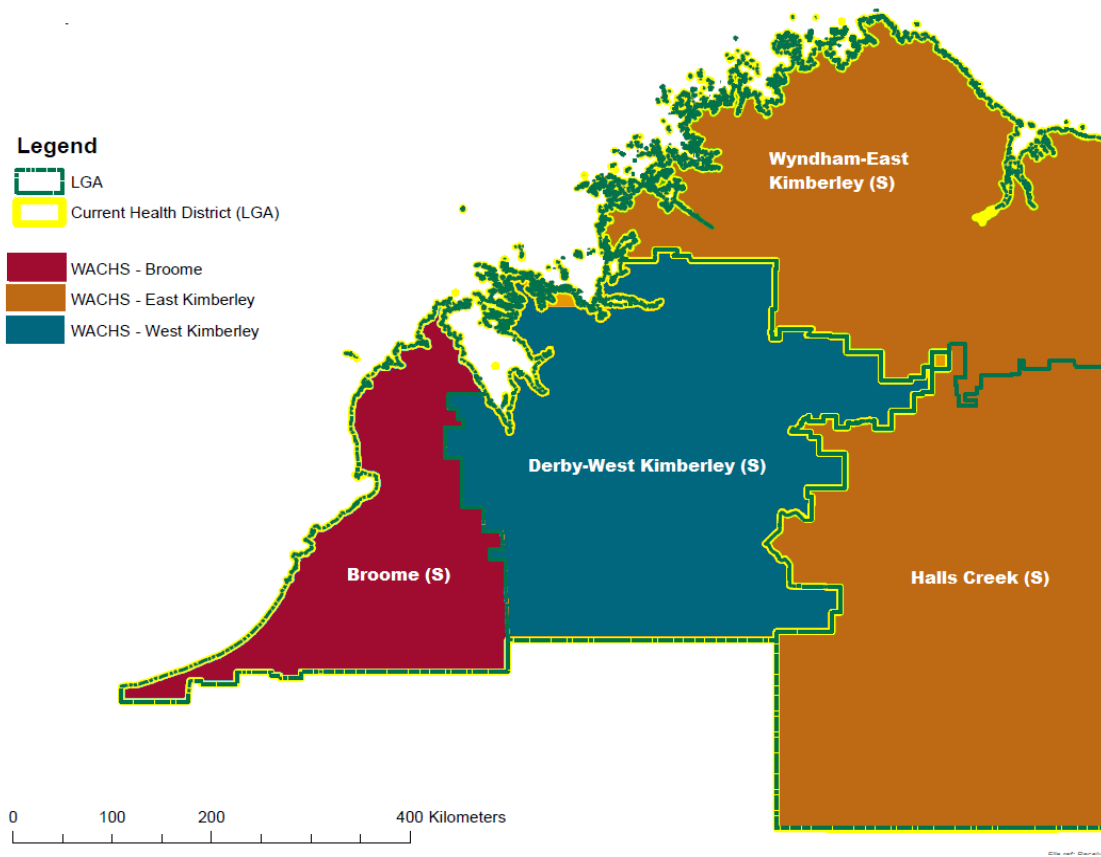 Legend
LGA
Current Health District (LGA)
WACHS - Broome
WACHS - East Kimberley
WACHS - West Kimberley
Wyndham-East
Kimberley (S)
Derby-West Kimberley (S)
Broome (S)
Halls Creek (S)
0 100 200 400 Kilometers